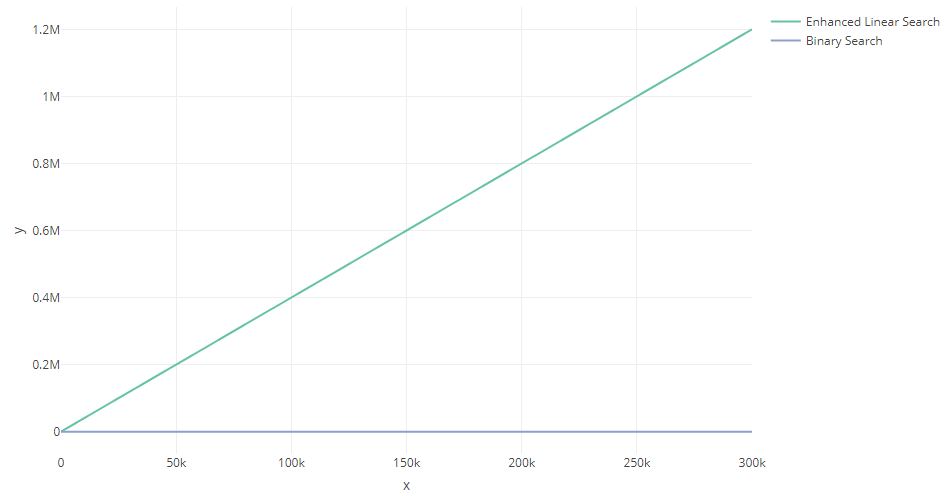 Enhanced Linear Search
Binary Search
1.2M
1M
0.8M
0.6M
y
0.4M
0.2M
0
0
50k
100k
150k
200k
250k
300k
x